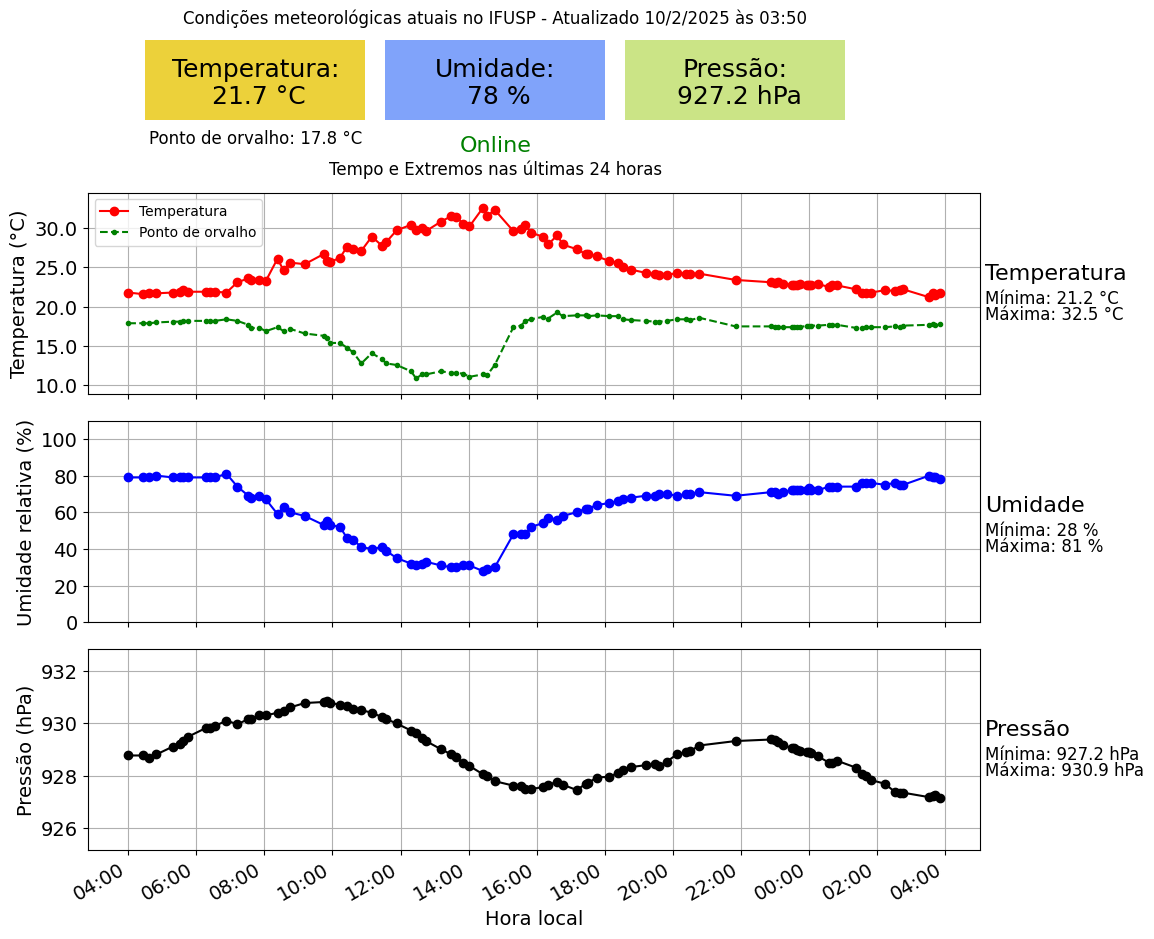 Condições meteorológicas atuais no IFUSP - Atualizado 10/2/2025 às 03:50
Temperatura:
21.7 °C
Umidade:
78 %
Pressão:
927.2 hPa
Ponto de orvalho: 17.8 °C
Online
Tempo e Extremos nas últimas 24 horas
Temperatura (°C)
30.0
25.0
20.0
15.0
10.0
Temperatura
Ponto de orvalho
Temperatura
Mínima: 21.2 °C
Máxima: 32.5 °C
Umidade relativa (%)
100
80
60
40
20
0
Umidade
Mínima: 28 %
Máxima: 81 %
Pressão (hPa)
932
930
928
926
Pressão
Mínima: 927.2 hPa
Máxima: 930.9 hPa
04:00
06:00
08:00
10:00
12:00
14:00
16:00
18:00
20:00
22:00
00:00
02:00
04:00
Hora local